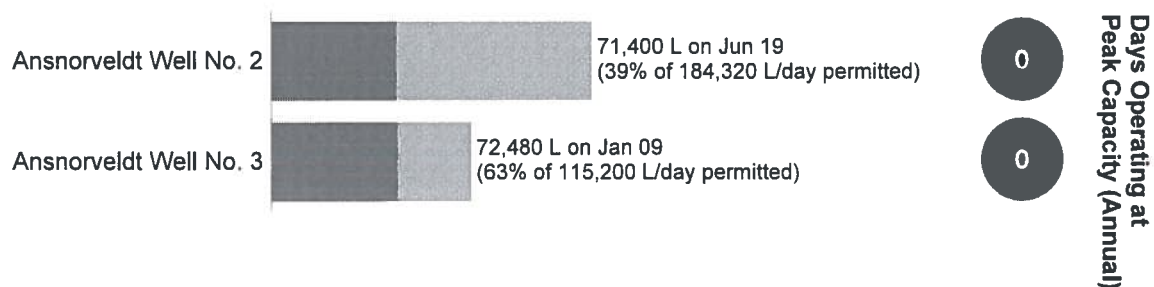 Ansnorveldt Well No. 2
71,400 L on Jun 19
(39% of 184,320 L/day permitted)
0
Ansnorveldt Well No. 3
72,480 L on Jan 09
(63% of 115,200 L/day permitted)
0
Days Operating at
Peak Capacity (Annual)